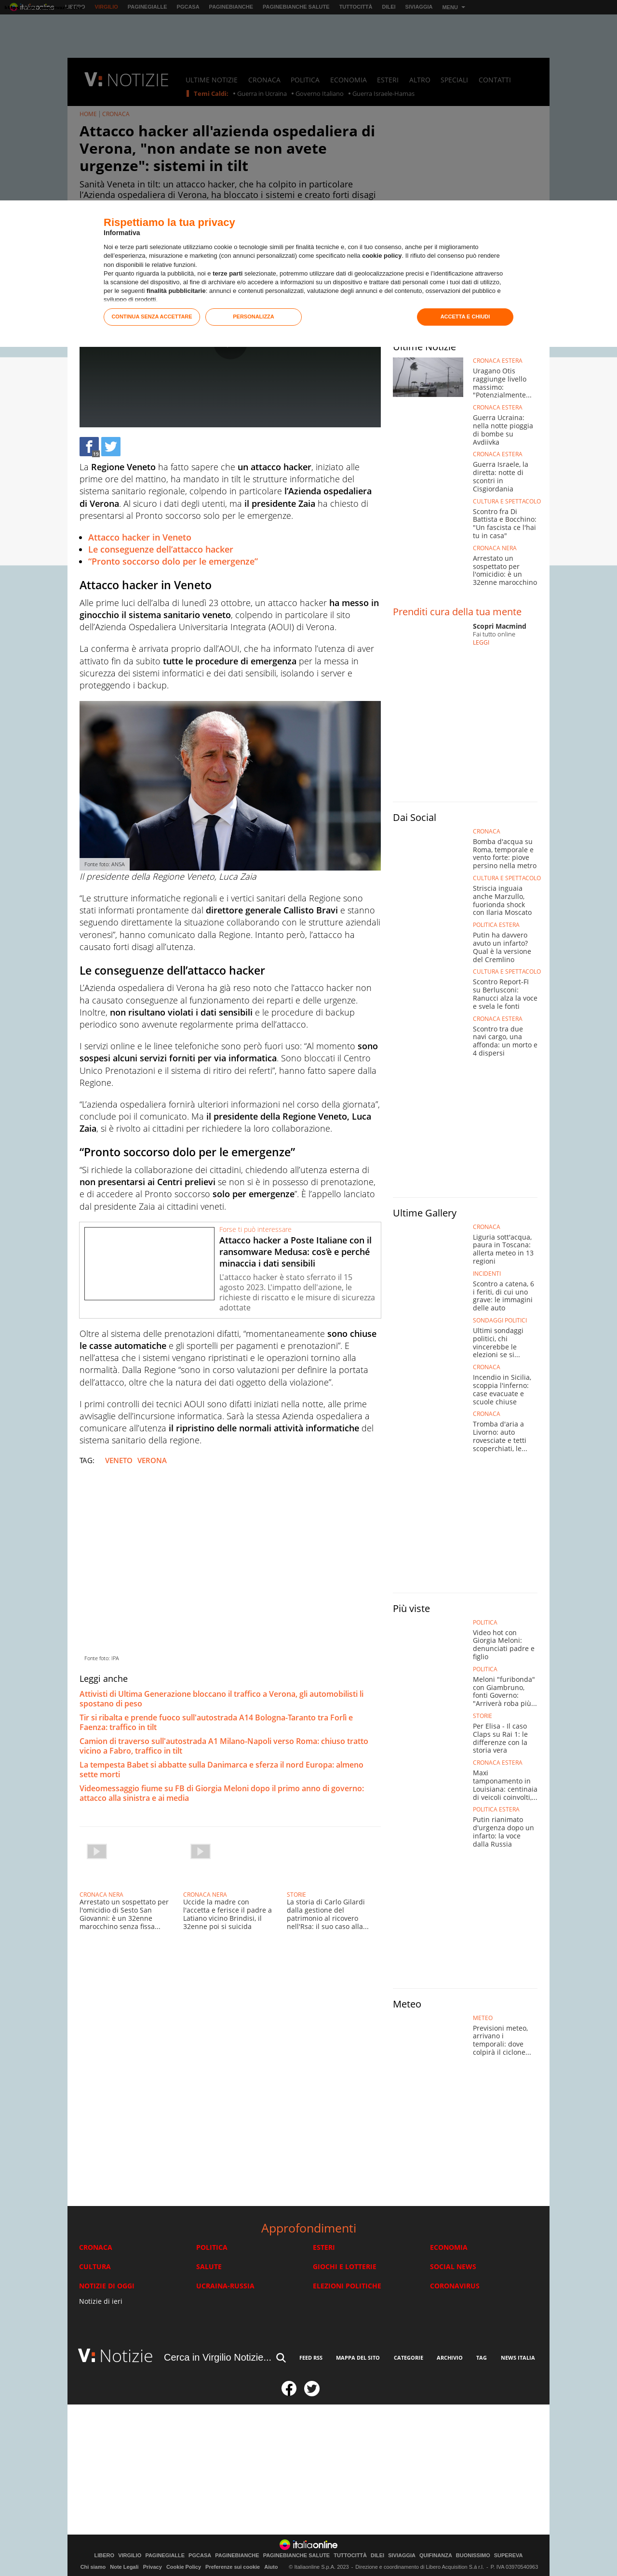 italiaonline LIBERO VIRGILIO PAGINEGIALLE PGCASA PAGINEBIANCHE PAGINEBIANCHE SALUTE TUTTOCITTÀ DILEI SIVIAGGIA MENU
V: NOTIZIE
ULTIME NOTIZIE CRONACA POLITICA ECONOMIA ESTERI ALTRO SPECIALI CONTATTI
Temi Caldi: • Guerra in Ucraina • Governo Italiano • Guerra Israele-Hamas
HOME | CRONACA
Attacco hacker all'azienda ospedaliera di
Verona, "non andate se non avete
urgenze": sistemi in tilt
Sanità Veneta in tilt: un attacco hacker, che ha colpito in particolare
l'Azienda ospedaliera di Verona, ha bloccato i sistemi e creato forti disagi
Rispettiamo la tua privacy
Informativa
Noi e terze parti selezionate utilizziamo cookie o tecnologie simili per finalità tecniche e, con il tuo consenso, anche per il miglioramento
dell'esperienza, misurazione e marketing (con annunci personalizzati) come specificato nella cookie policy. Il rifiuto del consenso può rendere
non disponibili le relative funzioni.
Per quanto riguarda la pubblicità, noi e terze parti selezionate, potremmo utilizzare dati di geolocalizzazione precisi e l'identificazione attraverso
la scansione del dispositivo, al fine di archiviare e/o accedere a informazioni su un dispositivo e trattare dati personali come i tuoi dati di utilizzo, per le seguenti finalità pubblicitarie: annunci e contenuti personalizzati, valutazione degli annunci e del contenuto, osservazioni del pubblico e
sviluppo di prodotti.
CONTINUA SENZA ACCETTARE
PERSONALIZZA
ACCETTA E CHIUDI
La Regione Veneto ha fatto sapere che un attacco hacker, iniziato alle
prime ore del mattino, ha mandato in tilt le strutture informatiche del
sistema sanitario regionale, colpendo in particolare l'Azienda ospedaliera
di Verona. Al sicuro gli dati utenti, ma il presidente Zaia ha chiesto di
presentarsi al Pronto soccorso solo per le emergenze.
Attacco hacker in Veneto
Le conseguenze dell'attacco hacker
"Pronto soccorso dolo per le emergenze"
Attacco hacker in Veneto
Alle prime luci dell'alba di lunedì 23 ottobre, un attacco hacker ha messo in
ginocchio il sistema sanitario veneto, colpendo in particolare il sito
dell'Azienda Ospedaliera Universitaria Integrata (AOUI) di Verona.
La conferma è arrivata proprio dall'AOUI, che ha informato l'utenza di aver
attivato fin da subito tutte le procedure di emergenza per la messa in
sicurezza dei sistemi informatici e dei dati sensibili, isolando i server e
proteggendo i backup.
Fonte foto: ANSA
Il presidente della Regione Veneto, Luca Zaia
"Le strutture informatiche regionali e i vertici sanitari della Regione sono
stati informati prontamente dal direttore generale Callisto Bravi e stanno
seguendo costantemente la situazione collaborando con le strutture aziendali
veronesi", hanno comunicato dalla Regione. Intanto però, l'attacco ha
causato forti disagi all'utenza.
Le conseguenze dell'attacco hacker
L'Azienda ospedaliera di Verona ha già reso noto che l'attacco hacker non
ha causato conseguenze al funzionamento dei reparti e delle urgenze.
Inoltre, non risultano violati i dati sensibili e le procedure di backup
periodico sono avvenute regolarmente prima dell'attacco.
I servizi online e le linee telefoniche sono però fuori uso: "Al momento sono
sospesi alcuni servizi forniti per via informatica. Sono bloccati il Centro
Unico Prenotazioni e il sistema di ritiro dei referti", hanno fatto sapere dalla
Regione.
"L'azienda ospedaliera fornirà ulteriori informazioni nel corso della giornata",
conclude poi il comunicato. Ma il presidente della Regione Veneto, Luca
Zaia, si è rivolto ai cittadini per richiedere la loro collaborazione.
"Pronto soccorso dolo per le emergenze"
"Si richiede la collaborazione dei cittadini, chiedendo all'utenza esterna di
non presentarsi ai Centri prelievi se non si è in possesso di prenotazione,
e di accedere al Pronto soccorso solo per emergenze". È l'appello lanciato
dal presidente Zaia ai cittadini veneti.
Forse ti può interessare
Attacco hacker a Poste Italiane con il
ransomware Medusa: cos'è e perché
minaccia i dati sensibili
L'attacco hacker è stato sferrato il 15
agosto 2023. L'impatto dell'azione, le
richieste di riscatto e le misure di sicurezza
adottate
Oltre al sistema delle prenotazioni difatti, "momentaneamente sono chiuse
le casse automatiche e gli sportelli per pagamenti e prenotazioni". E
nell'attesa che i sistemi vengano ripristinati e le operazioni tornino alla
normalità. Dalla Regione "sono in corso valutazioni per definire la portata
dell'attacco, oltre che la natura dei dati oggetto della violazione".
I primi controlli dei tecnici AOUI sono difatti iniziati nella notte, alle prime
avvisaglie dell'Incursione informatica. Sarà la stessa Azienda ospedaliera a
comunicare all'utenza il ripristino delle normali attività informatiche del
sistema sanitario della regione.
TAG: VENETO VERONA
Fonte foto: IPA
Leggi anche
Attivisti di Ultima Generazione bloccano il traffico a Verona, gli automobilisti li
spostano di peso
Tir si ribalta e prende fuoco sull'autostrada A14 Bologna-Taranto tra Forlì e
Faenza: traffico in tilt
Camion di traverso sull'autostrada A1 Milano-Napoli verso Roma: chiuso tratto
vicino a Fabro, traffico in tilt
La tempesta Babet si abbatte sulla Danimarca e sferza il nord Europa: almeno
sette morti
Videomessaggio fiume su FB di Giorgia Meloni dopo il primo anno di governo:
attacco alla sinistra e ai media
CRONACA NERA
Arrestato un sospettato per
l'omicidio di Sesto San
Giovanni: è un 32enne
marocchino senza fissa...
CRONACA NERA
Uccide la madre con
l'accetta e ferisce il padre a
Latiano vicino Brindisi, il
32enne poi si suicida
STORIE
La storia di Carlo Gilardi
dalla gestione del
patrimonio al ricovero
nell'Rsa: il suo caso alla...
Ultime Notizie
CRONACA ESTERA
Uragano Otis
raggiunge livello
massimo:
"Potenzialmente...
CRONACA ESTERA
Guerra Ucraina:
nella notte pioggia
di bombe su
Avdiivka
CRONACA ESTERA
Guerra Israele, la
diretta: notte di
scontri in
Cisgiordania
CULTURA E SPETTACOLO
Scontro fra Di
Battista e Bocchino:
"Un fascista ce l'hai
tu in casa"
CRONACA NERA
Arrestato un
sospettato per
l'omicidio: è un
32enne marocchino
Prenditi cura della tua mente
Scopri Macmind
Fai tutto online
LEGGI
Dai Social
CRONACA
Bomba d'acqua su
Roma, temporale e
vento forte: piove
persino nella metro
CULTURA E SPETTACOLO
Striscia inguaia
anche Marzullo,
fuorionda shock
con Ilaria Moscato
POLITICA ESTERA
Putin ha davvero
avuto un infarto?
Qual è la versione
del Cremlino
CULTURA E SPETTACOLO
Scontro Report-FI
su Berlusconi:
Ranucci alza la voce
e svela le fonti
CRONACA ESTERA
Scontro tra due
navi cargo, una
affonda: un morto e
4 dispersi
Ultime Gallery
CRONACA
Liguria sott'acqua,
paura in Toscana:
allerta meteo in 13
regioni
INCIDENTI
Scontro a catena, 6
i feriti, di cui uno
grave: le immagini
delle auto
SONDAGGI POLITICI
Ultimi sondaggi
politici, chi
vincerebbe le
elezioni se si...
CRONACA
Incendio in Sicilia,
scoppia l'inferno:
case evacuate e
scuole chiuse
CRONACA
Tromba d'aria a
Livorno: auto
rovesciate e tetti
scoperchiati, le...
Più viste
POLITICA
Video hot con
Giorgia Meloni:
denunciati padre e
figlio
POLITICA
Meloni "furibonda"
con Giambruno,
fonti Governo:
"Arriverà roba più...
STORIE
Per Elisa - Il caso
Claps su Rai 1: le
differenze con la
storia vera
CRONACA ESTERA
Maxi
tamponamento in
Louisiana: centinaia
di veicoli coinvolti,...
POLITICA ESTERA
Putin rianimato
d'urgenza dopo un
infarto: la voce
dalla Russia
Meteo
METEO
Previsioni meteo,
arrivano i
temporali: dove
colpirà il ciclone...
Approfondimenti
CRONACA POLITICA ESTERI ECONOMIA
CULTURA SALUTE GIOCHI E LOTTERIE SOCIAL NEWS
NOTIZIE DI OGGI UCRAINA-RUSSIA ELEZIONI POLITICHE CORONAVIRUS
Notizie di ieri
V: Notizie Cerca in Virgilio Notizie... FEED RSS MAPPA DEL SITO CATEGORIE ARCHIVIO TAG NEWS ITALIA
italiaonline
LIBERO VIRGILIO PAGINEGIALLE PGCASA PAGINEBIANCHE PAGINEBIANCHE SALUTE TUTTOCITTÀ DILEI SIVIAGGIA QUIFINANZA BUONISSIMO SUPEREVA
Chi siamo Note Legali Privacy Cookie Policy Preferenze sui cookie Aiuto © Italiaonline S.p.A. 2023 - Direzione e coordinamento di Libero Acquisition S.á r.l. - P. IVA 03970540963